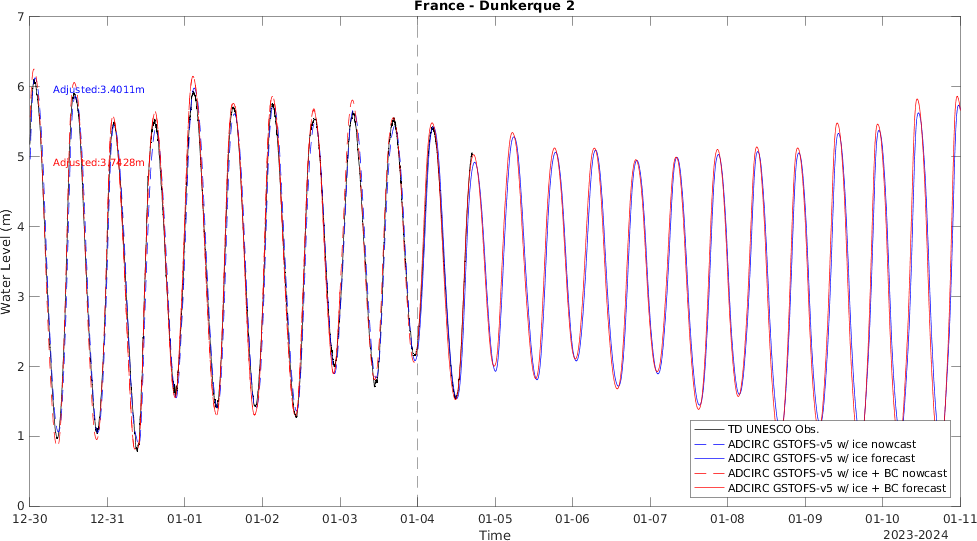 France - Dunkerque 2
7
6
5
4
3
2
1
0
Water Level (m)
Adjusted:3.4011m
Adjusted:3.7428m
TD UNESCO Obs.
ADCIRC GSTOFS-v5 w/ ice nowcast
ADCIRC GSTOFS-v5 w/ ice forecast
ADCIRC GSTOFS-v5 w/ ice + BC nowcast
ADCIRC GSTOFS-v5 w/ ice + BC forecast
12-30 12-31 01-01 01-02 01-03 01-04 01-05 01-06 01-07 01-08 01-09 01-10 01-11
Time
2023-2024